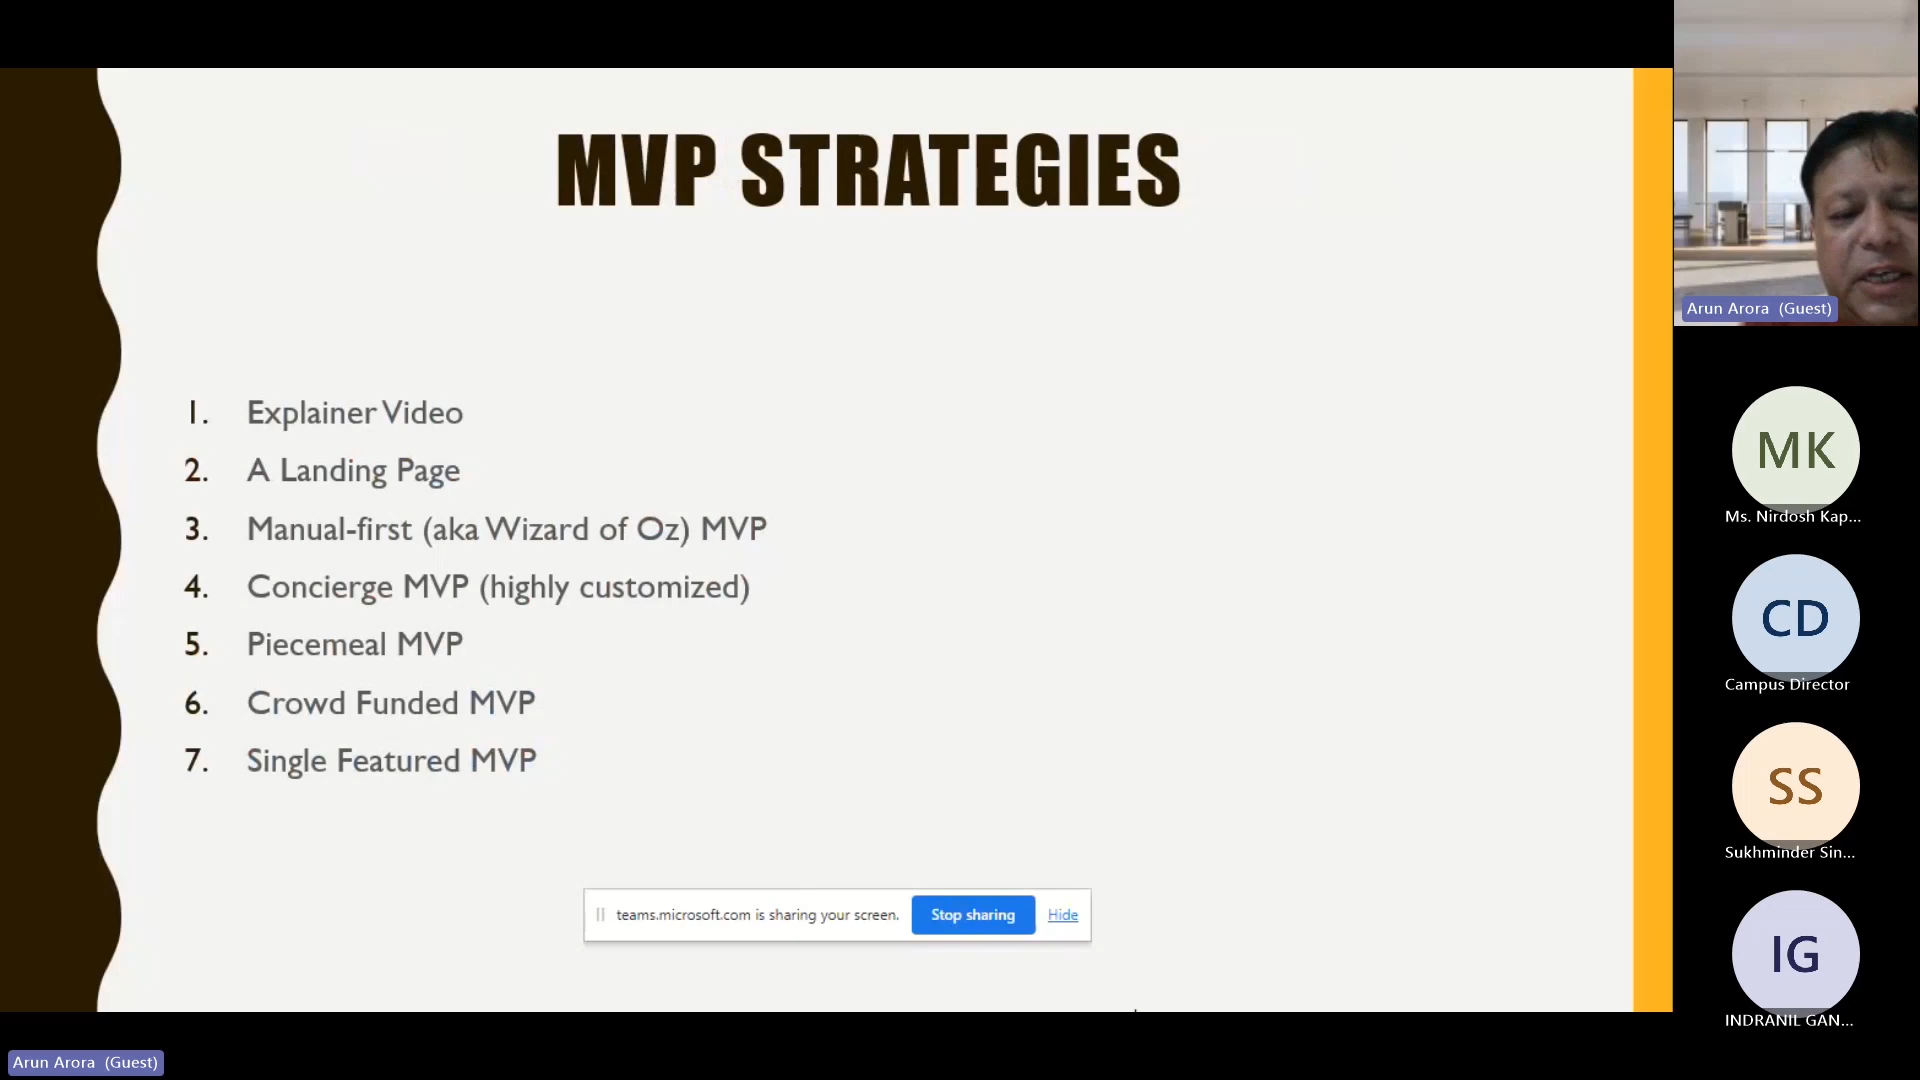 MVP STRATEGIES
1. Explainer Video
2. A Landing Page
3. Manual-first (aka Wizard of Oz) MVP
4. Concierge MVP (highly customized)
5. Piecemeal MVP
6. Crowd Funded MVP
7. Single Featured MVP
teams.microsoft.com is sharing your screen. Stop sharing Hide
Arun Arora (Guest)
Arun Arora (Guest)
MK
Ms. Nirdosh Kap...
CD
Campus Director
SS
Sukhminder Sin...
IG
INDRANIL GAN...